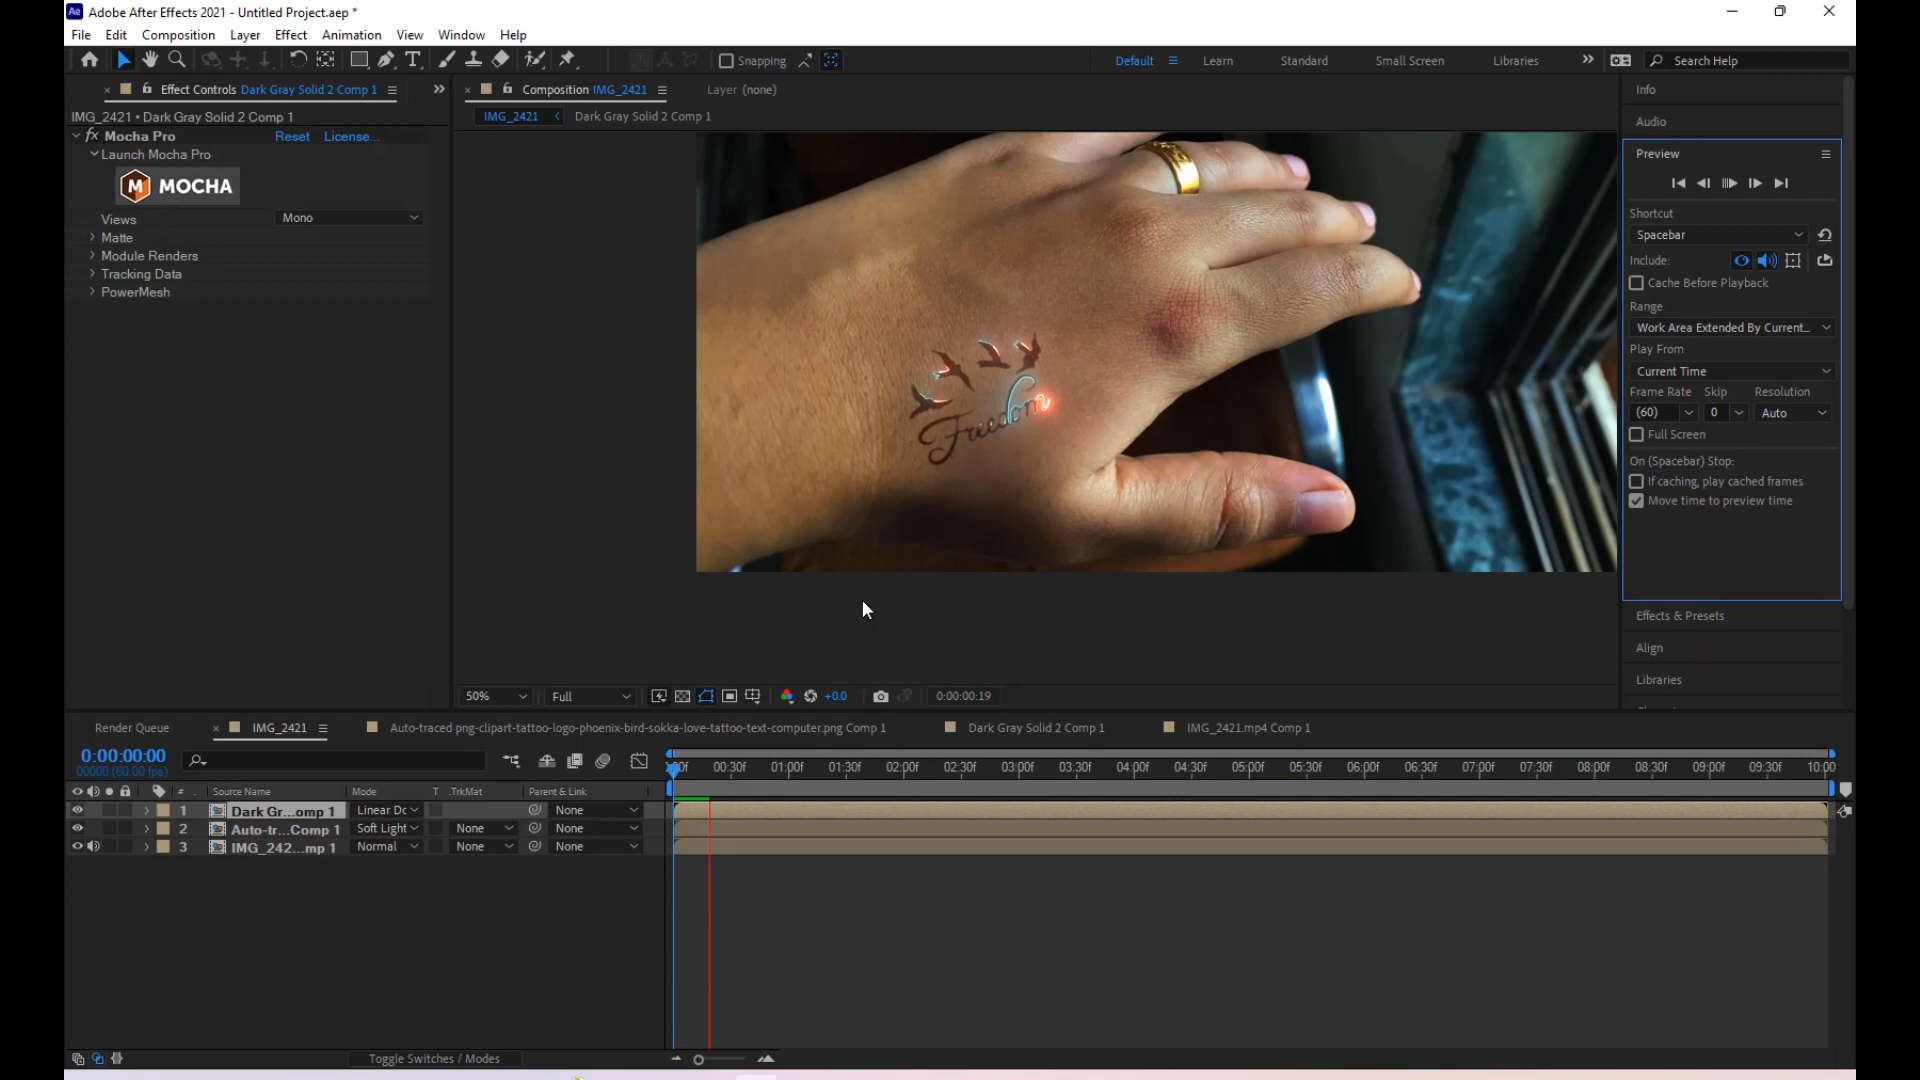 Ae Adobe After Effects 2021 - Untitled Project.aep *
File Edit Composition Layer Effect Animation View Window Help
Snapping Default Learn Standard Small Screen Libraries Search Help
Effect Controls Dark Gray Solid 2 Comp 1
Composition IMG_2421 Layer (none)
IMG_2421 • Dark Gray Solid 2 Comp 1
IMG_2421 Dark Gray Solid 2 Comp 1
fx Mocha Pro Reset License...
Launch Mocha Pro
M MOCHA
Views Mono
Matte
Module Renders
Tracking Data
PowerMesh
Freedom
50% Full +0.0 0:00:00:19
Info
Audio
Preview
Shortcut
Spacebar
Include:
Cache Before Playback
Range
Work Area Extended By Current...
Play From
Current Time
Frame Rate Skip Resolution
(60) 0 Auto
Full Screen
On (Spacebar) Stop:
If caching, play cached frames
Move time to preview time
Effects & Presets
Align
Libraries
Render Queue IMG_2421 Auto-traced png-clipart-tattoo-logo-phoenix-bird-sokka-love-tattoo-text-computer.png Comp 1 Dark Gray Solid 2 Comp 1 IMG_2421.mp4 Comp 1
0:00:00:00
00000 (60.00 fps)
00f 00:30f 01:00f 01:30f 02:00f 02:30f 03:00f 03:30f 04:00f 04:30f 05:00f 05:30f 06:00f 06:30f 07:00f 07:30f 08:00f 08:30f 09:00f 09:30f 10:00
# Source Name Mode T .TrkMat Parent & Link
1 Dark Gr...omp 1 Linear Dc None
2 Auto-tr...Comp 1 Soft Light None None
3 IMG_242...mp 1 Normal None None
Toggle Switches / Modes